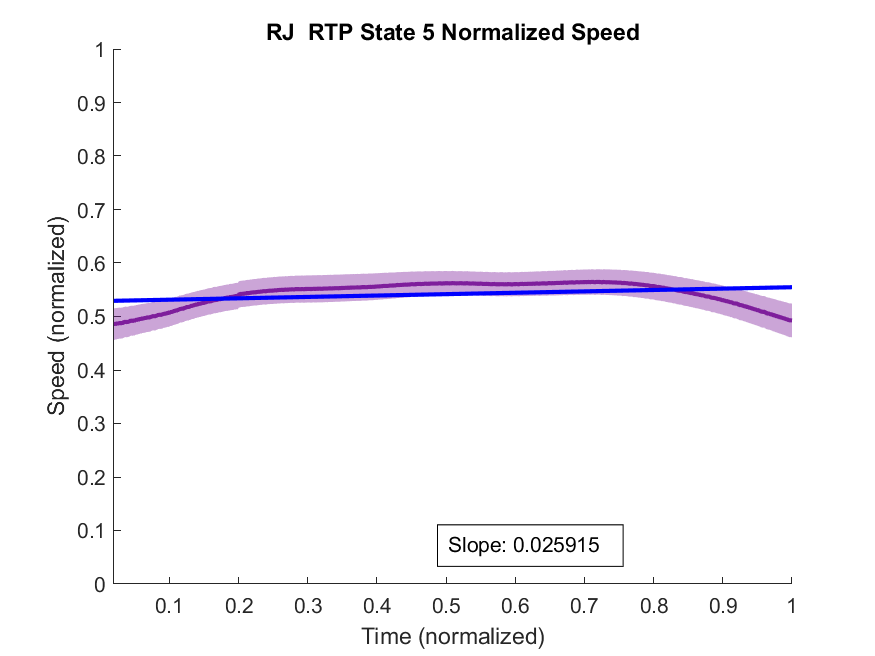 RJ  RTP State 5 Normalized Speed
1
0.9
0.8
0.7
0.6
0.5
0.4
0.3
0.2
0.1
0
Speed (normalized)
Slope: 0.025915
0.1 0.2 0.3 0.4 0.5 0.6 0.7 0.8 0.9 1
Time (normalized)